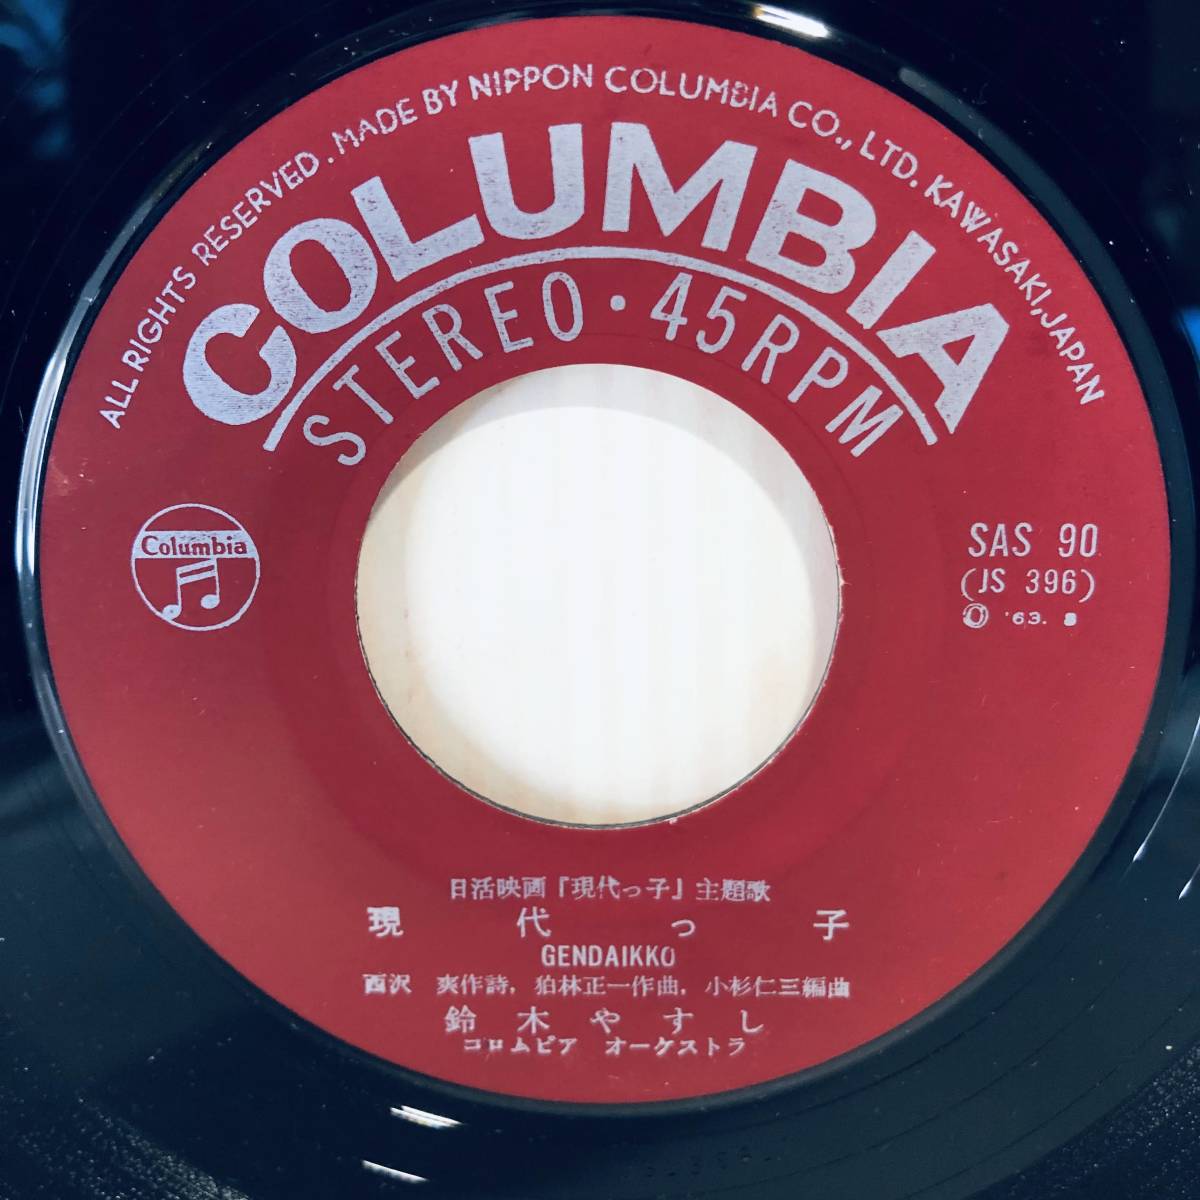 ALL RIGHTS RESERVED. MADE BY NIPPON COLUMBIA CO., LTD. KAWASAKI, JAPAN
COLUMBIA
STEREO・45RPM
Columbia
SAS 90
(JS 396)
Ⓟ '63. 8
日活映画『現代っ子』主題歌
現代っ子
GENDAIKKO
西沢 爽作詩, 狛林正一作曲, 小杉仁三編曲
鈴木やすし
コロムビア オーケストラ